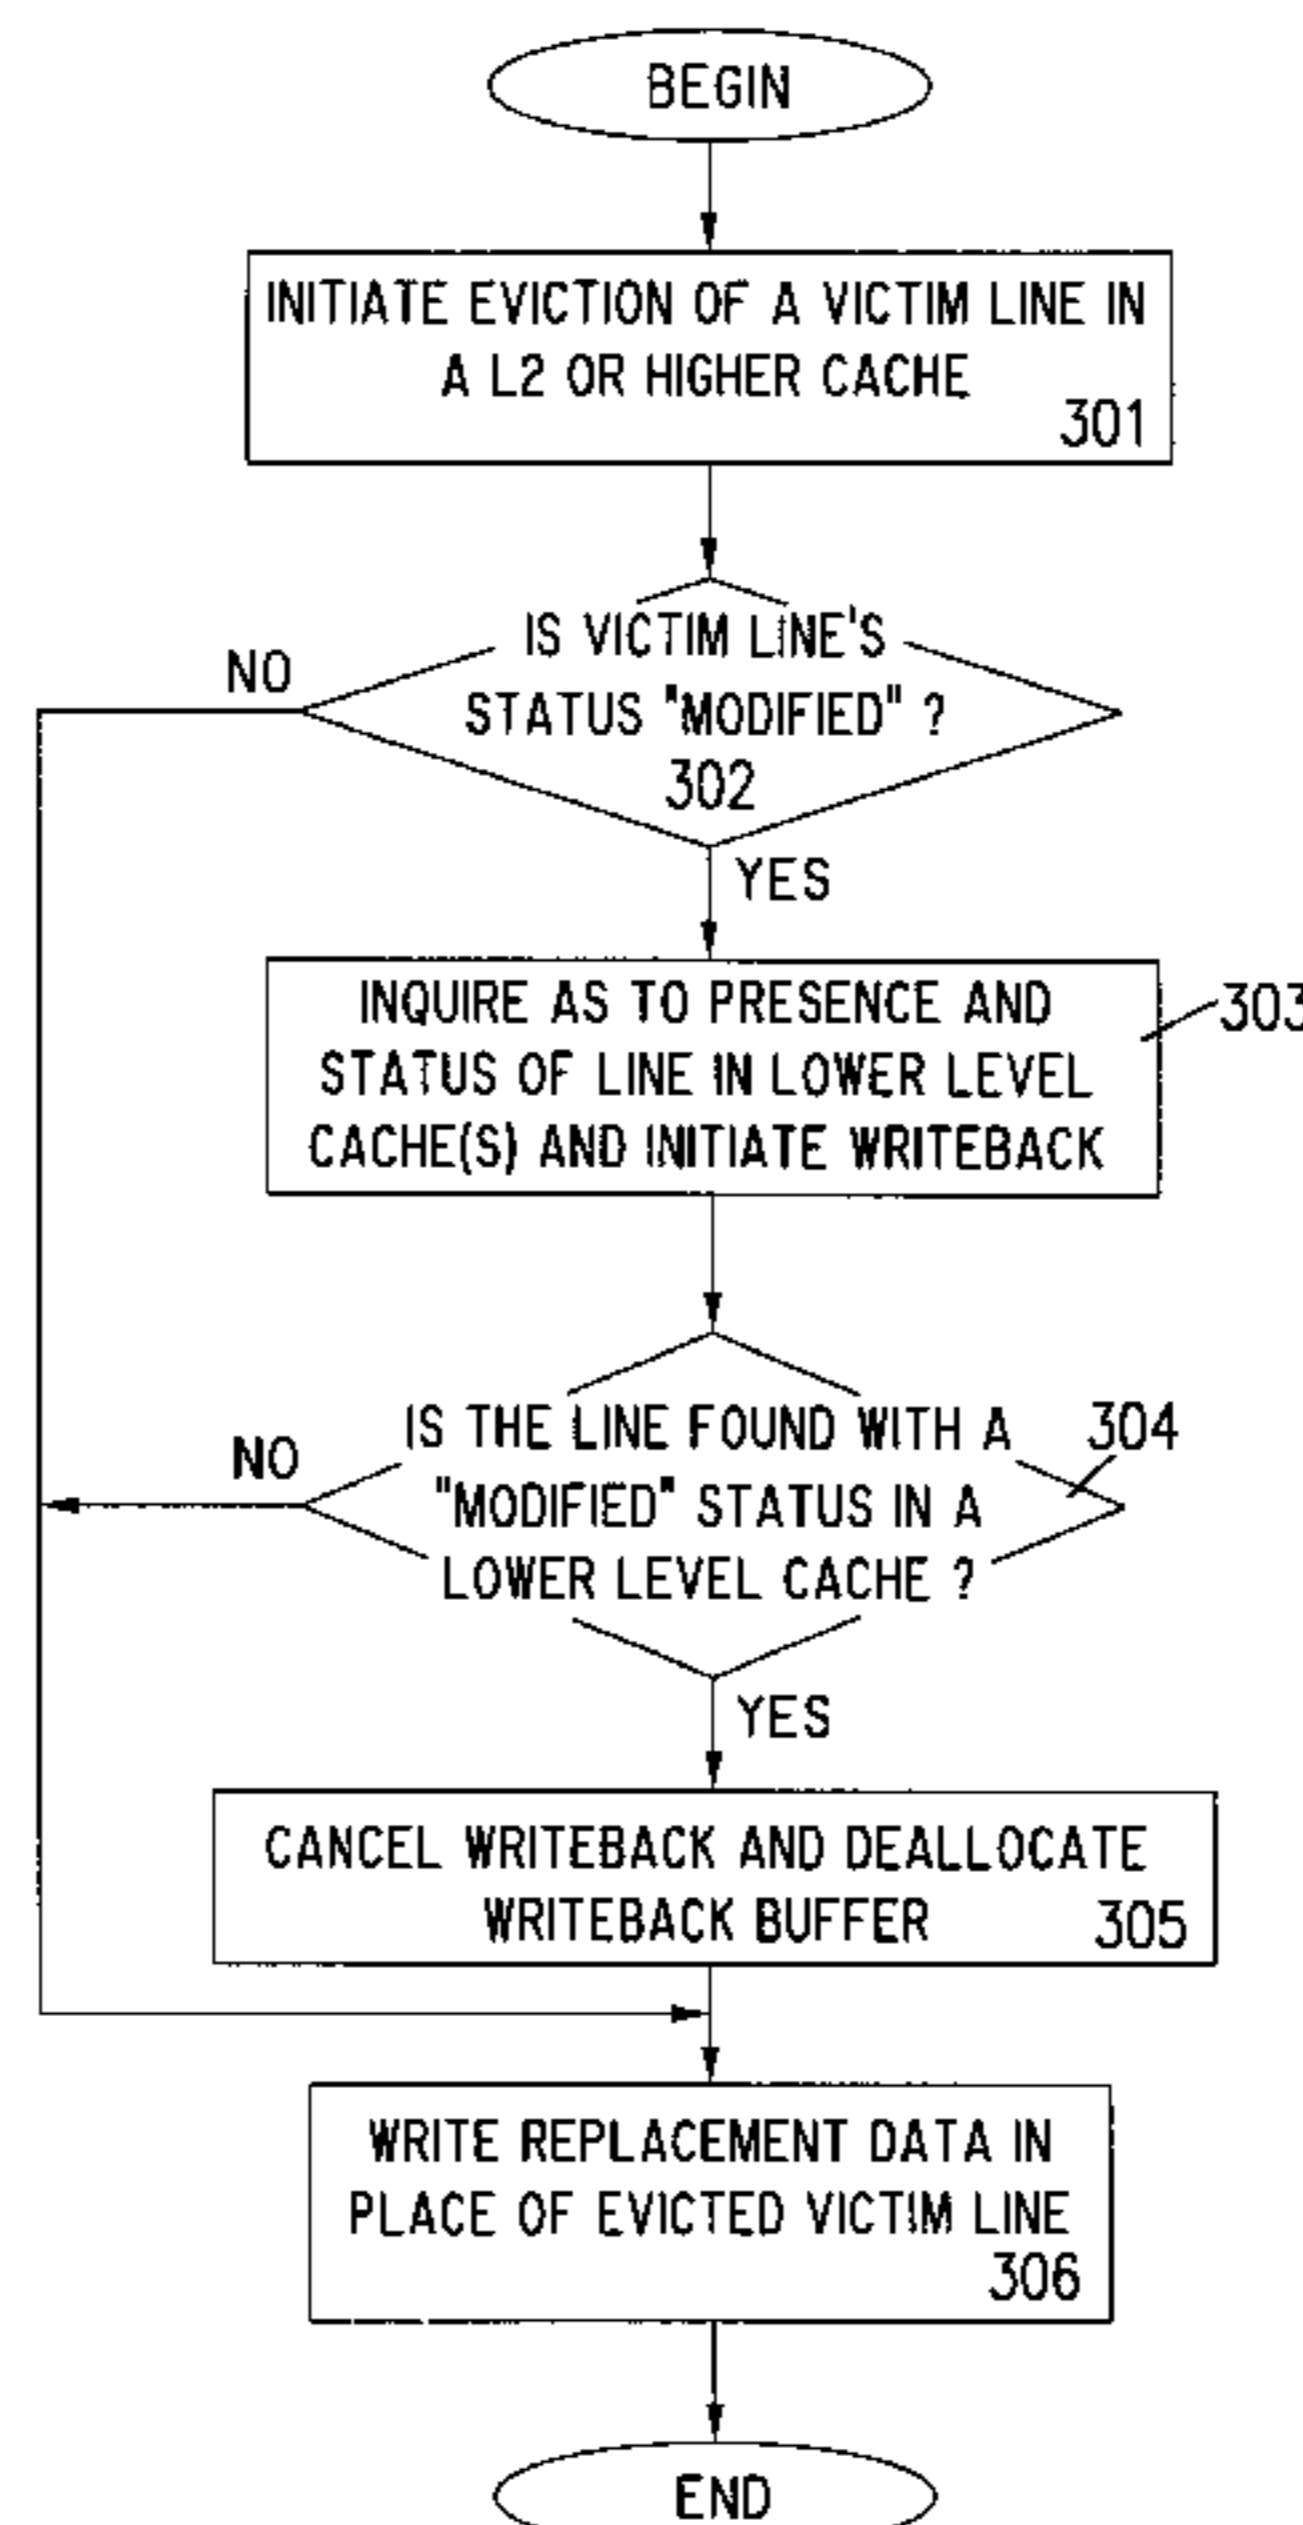 BEGIN
INITIATE EVICTION OF A VICTIM LINE IN
A L2 OR HIGHER CACHE
301
IS VICTIM LINE'S
STATUS "MODIFIED" ?
302
NO
YES
INQUIRE AS TO PRESENCE AND
STATUS OF LINE IN LOWER LEVEL
CACHE(S) AND INITIATE WRITEBACK
303
IS THE LINE FOUND WITH A
"MODIFIED" STATUS IN A
LOWER LEVEL CACHE ?
304
NO
YES
CANCEL WRITEBACK AND DEALLOCATE
WRITEBACK BUFFER
305
WRITE REPLACEMENT DATA IN
PLACE OF EVICTED VICTIM LINE
306
END